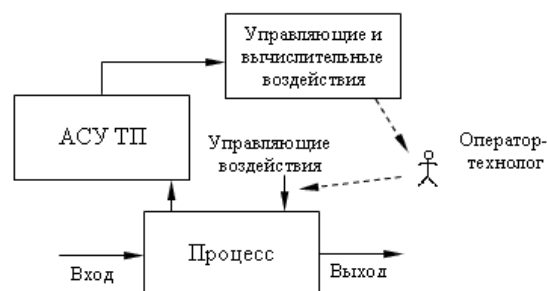 Управляющие и
вычислительные
воздействия
АСУ ТП
Управляющие
воздействия
Оператор-
технолог
Процесс
Вход
Выход